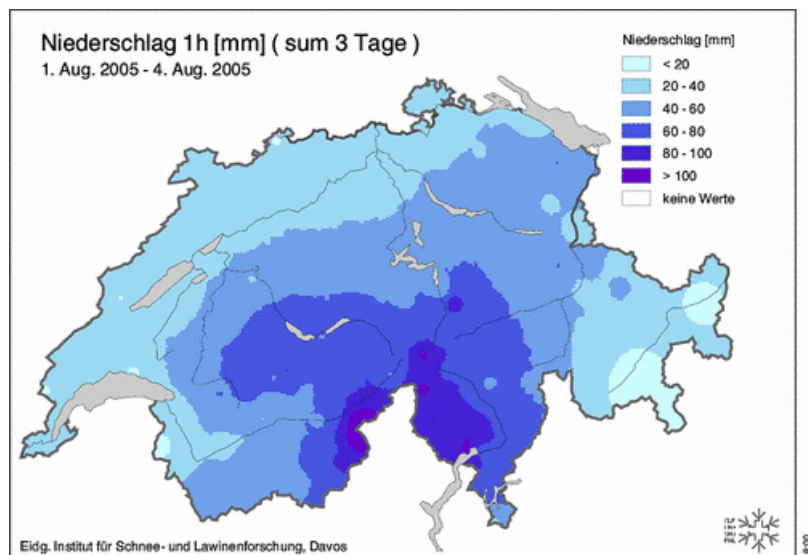 Niederschlag 1h [mm] ( sum 3 Tage )
1. Aug. 2005 - 4. Aug. 2005
Niederschlag [mm]
< 20
20 - 40
40 - 60
60 - 80
80 - 100
> 100
keine Werte
Eidg. Institut für Schnee- und Lawinenforschung, Davos